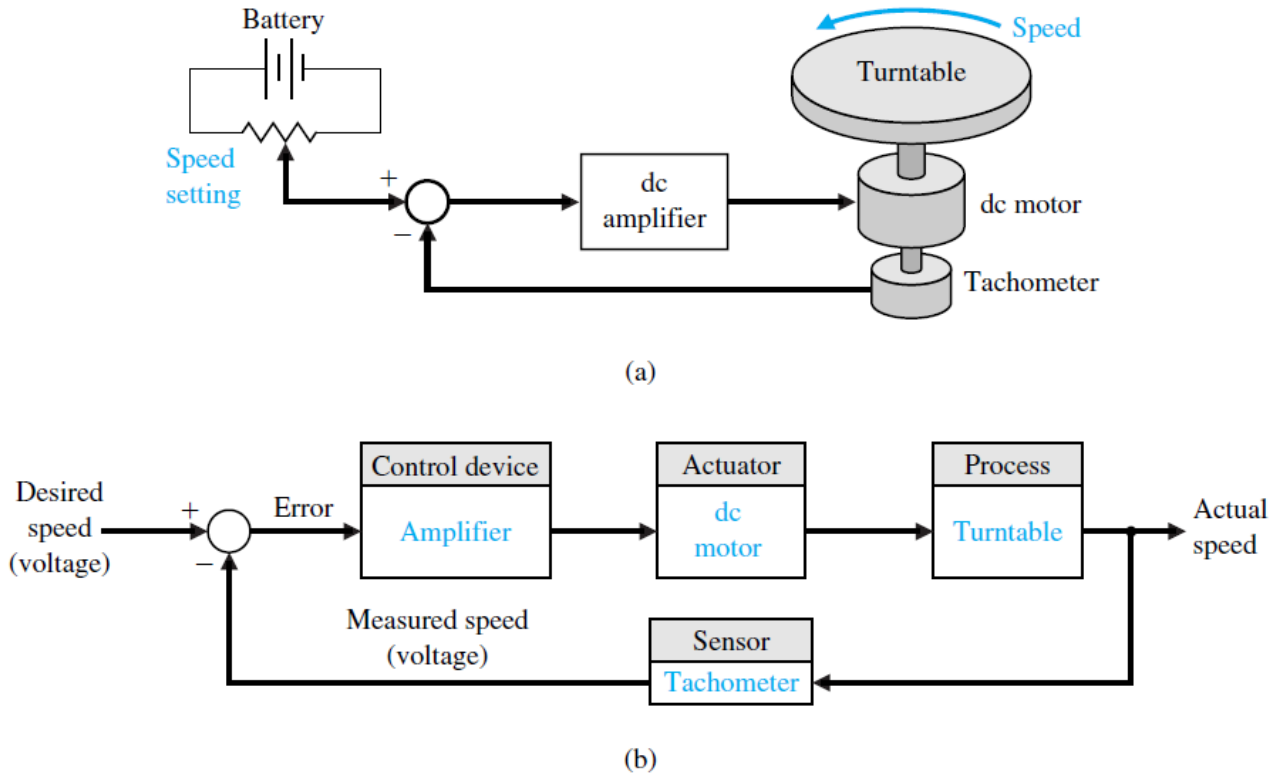 Battery
Speed
Turntable
Speed
setting
+
−
dc
amplifier
dc motor
Tachometer
(a)
Desired
speed
(voltage)
+
−
Error
Control device
Amplifier
Actuator
dc
motor
Process
Turntable
Actual
speed
Measured speed
(voltage)
Sensor
Tachometer
(b)